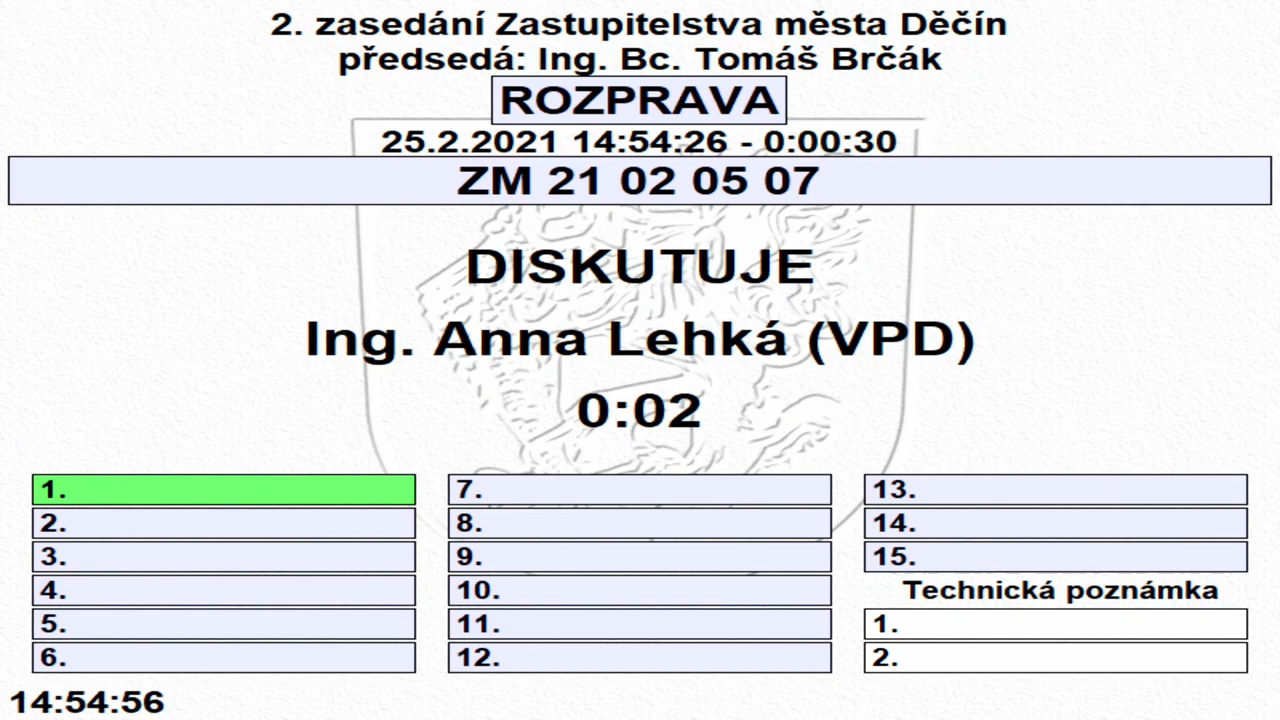 2. zasedání Zastupitelstva města Děčín
předsedá: Ing. Bc. Tomáš Brčák
ROZPRAVA
25.2.2021 14:54:26 - 0:00:30
ZM 21 02 05 07
DISKUTUJE
Ing. Anna Lehká (VPD)
0:02
1.
2.
3.
4.
5.
6.
7.
8.
9.
10.
11.
12.
13.
14.
15.
Technická poznámka
1.
2.
14:54:56